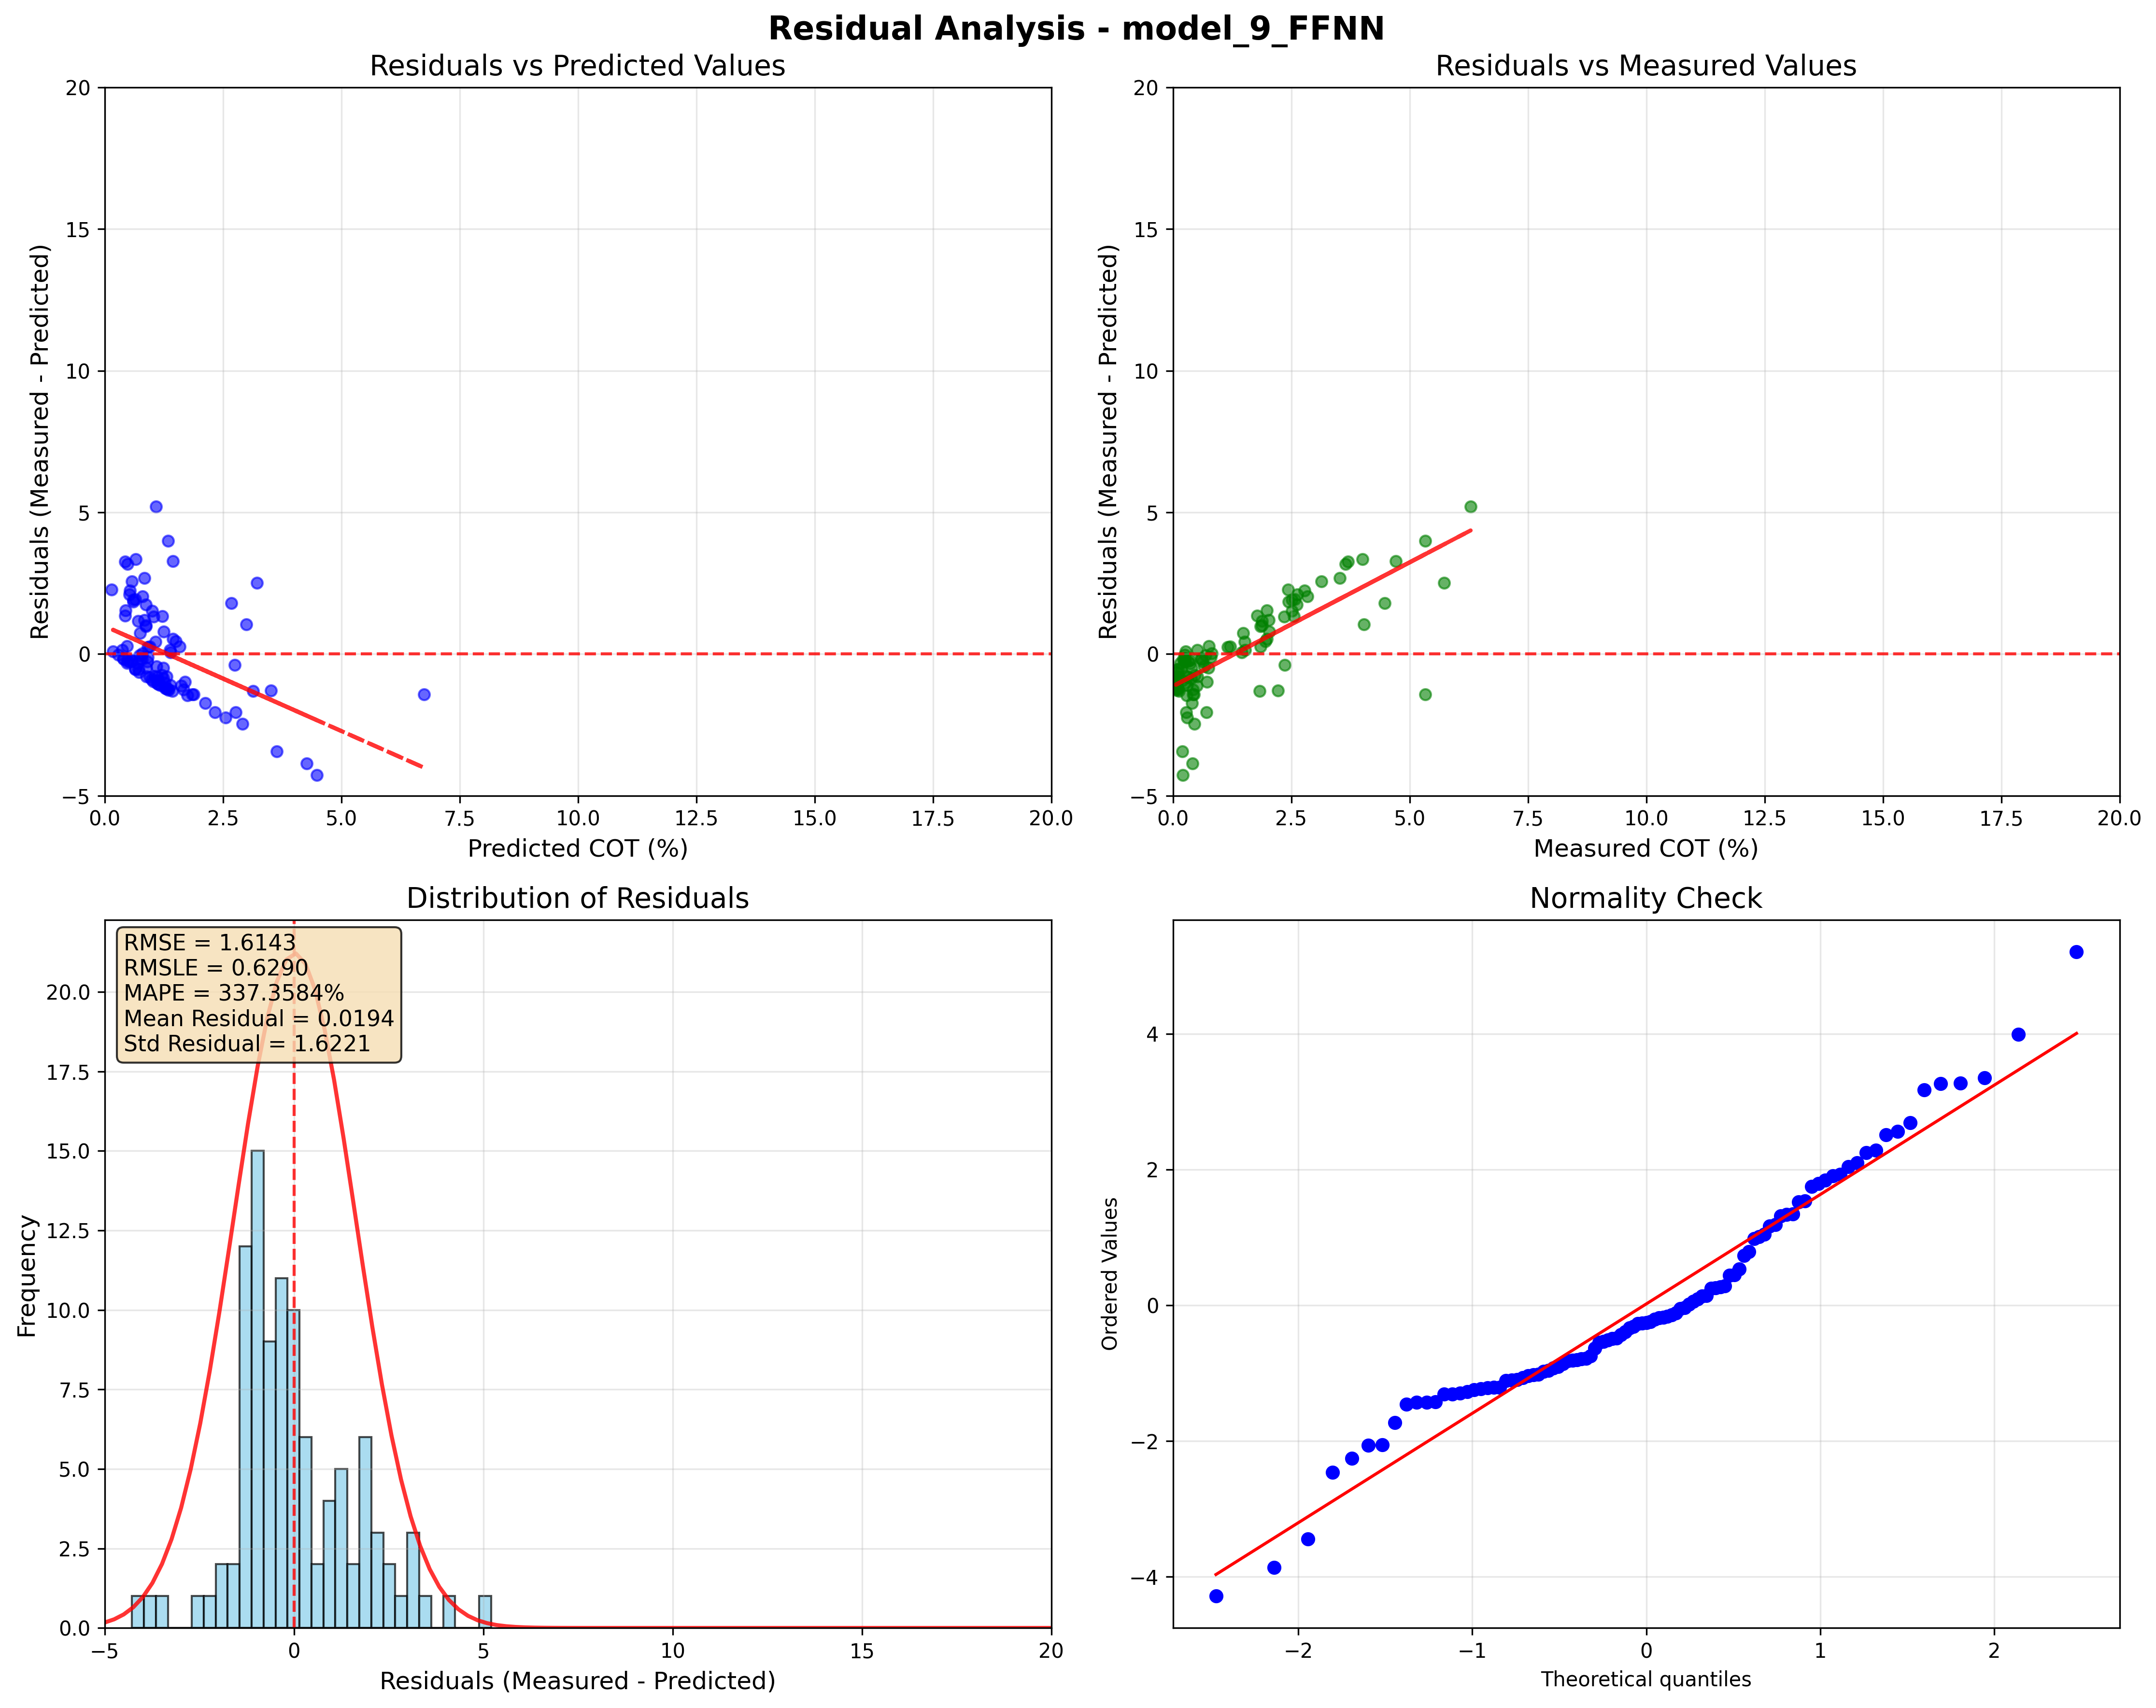 Residual Analysis - model_9_FFNN
Residuals vs Predicted Values
20
15
10
5
0
−5
0.0 2.5 5.0 7.5 10.0 12.5 15.0 17.5 20.0
Residuals (Measured - Predicted)
Predicted COT (%)
Residuals vs Measured Values
20
15
10
5
0
−5
0.0 2.5 5.0 7.5 10.0 12.5 15.0 17.5 20.0
Residuals (Measured - Predicted)
Measured COT (%)
Distribution of Residuals
RMSE = 1.6143
RMSLE = 0.6290
MAPE = 337.3584%
Mean Residual = 0.0194
Std Residual = 1.6221
20.0
17.5
15.0
12.5
10.0
7.5
5.0
2.5
0.0
−5 0 5 10 15 20
Frequency
Residuals (Measured - Predicted)
Normality Check
4
2
0
−2
−4
−2 −1 0 1 2
Ordered Values
Theoretical quantiles